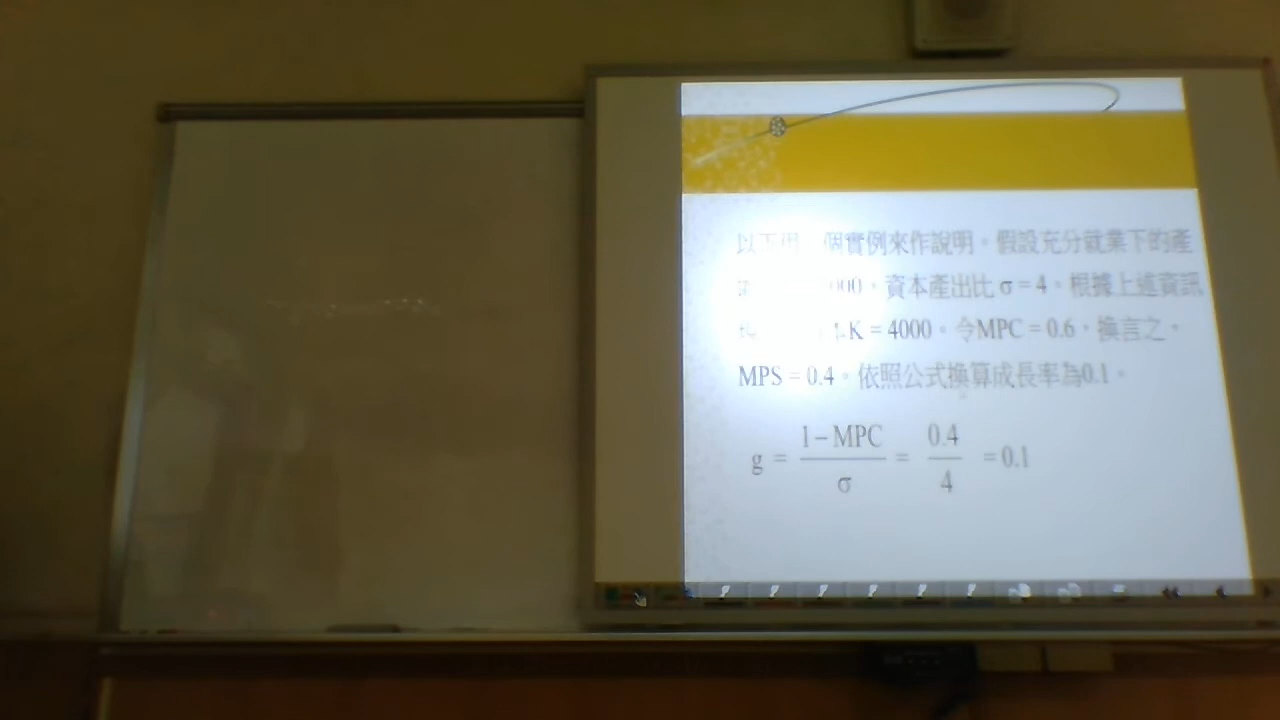 以下用 個實例來作說明。假設充分就業下的產
000，資本產出比 σ = 4。根據上述資訊
K = 4000。令MPC = 0.6，換言之，
MPS = 0.4。依照公式換算成長率為0.1。
g = (1 − MPC) / σ = 0.4 / 4 = 0.1